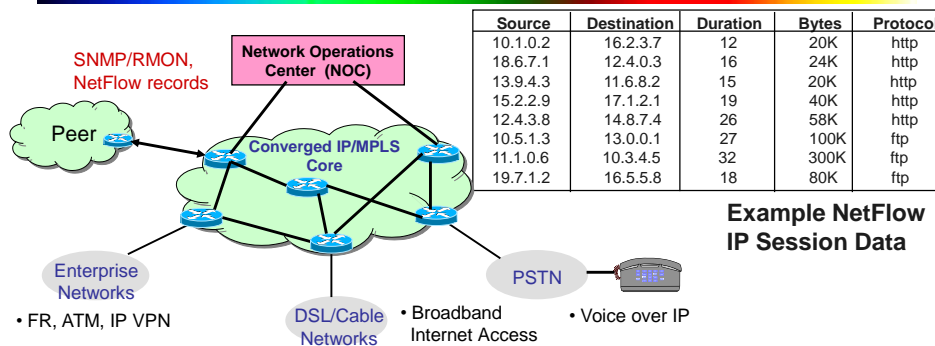 SNMP/RMON,
NetFlow records
Network Operations
Center (NOC)
Peer
Converged IP/MPLS
Core
Enterprise
Networks
• FR, ATM, IP VPN
DSL/Cable
Networks
• Broadband
Internet Access
PSTN
• Voice over IP
Source Destination Duration Bytes Protocol
10.1.0.2 16.2.3.7 12 20K http
18.6.7.1 12.4.0.3 16 24K http
13.9.4.3 11.6.8.2 15 20K http
15.2.2.9 17.1.2.1 19 40K http
12.4.3.8 14.8.7.4 26 58K http
10.5.1.3 13.0.0.1 27 100K ftp
11.1.0.6 10.3.4.5 32 300K ftp
19.7.1.2 16.5.5.8 18 80K ftp
Example NetFlow
IP Session Data